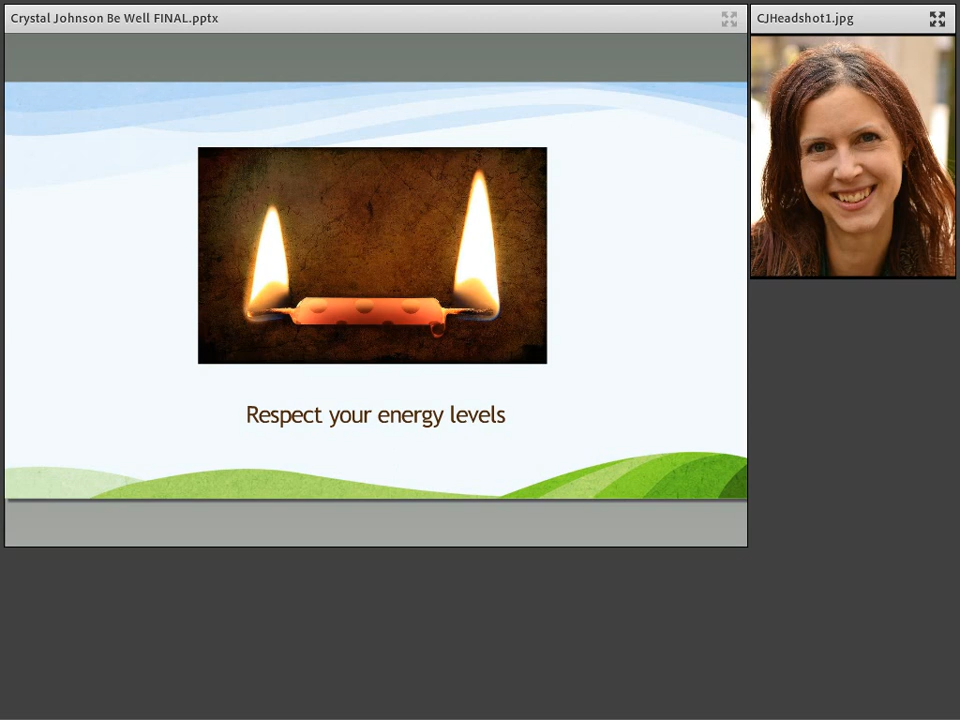 Crystal Johnson Be Well FINAL.pptx
CJHeadshot1.jpg
Respect your energy levels